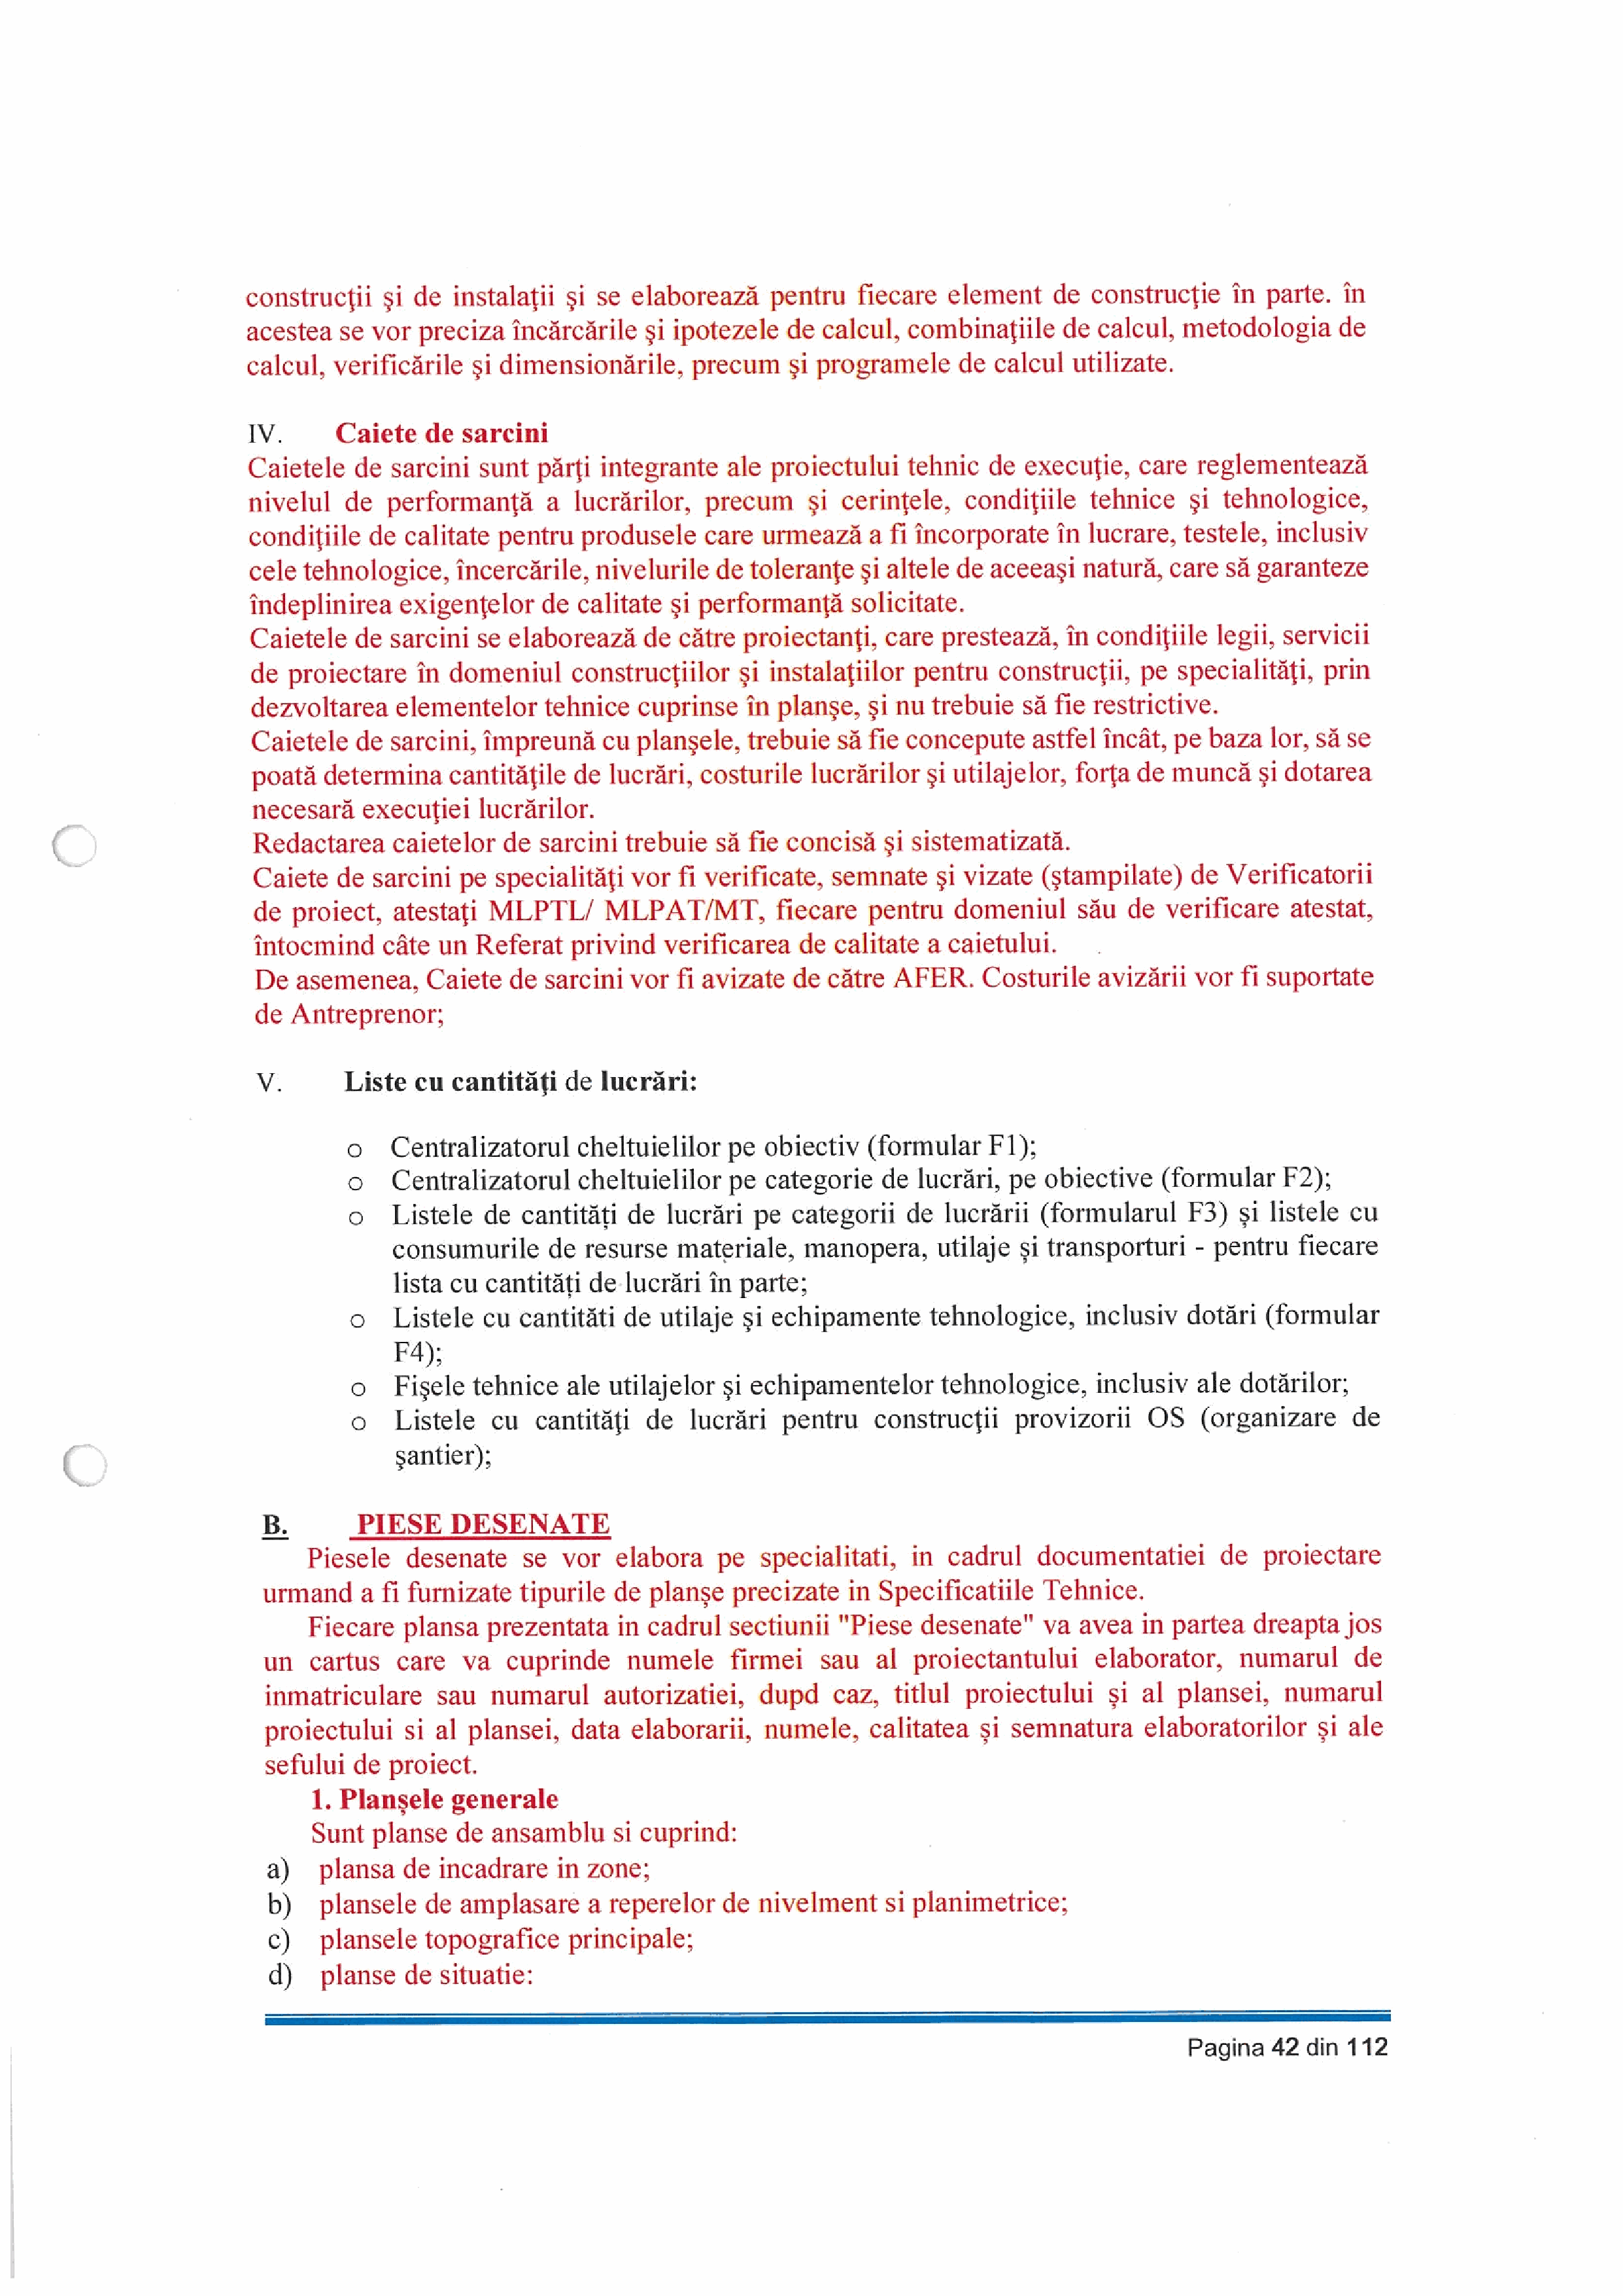 construcţii şi de instalaţii şi se elaborează pentru fiecare element de construcţie în parte. în
acestea se vor preciza încărcările şi ipotezele de calcul, combinaţiile de calcul, metodologia de
calcul, verificările şi dimensionările, precum şi programele de calcul utilizate.
IV. Caiete de sarcini
Caietele de sarcini sunt părţi integrante ale proiectului tehnic de execuţie, care reglementează
nivelul de performanţă a lucrărilor, precum şi cerinţele, condiţiile tehnice şi tehnologice,
condiţiile de calitate pentru produsele care urmează a fi încorporate în lucrare, testele, inclusiv
cele tehnologice, încercările, nivelurile de toleranţe şi altele de aceeaşi natură, care să garanteze
îndeplinirea exigenţelor de calitate şi performanţă solicitate.
Caietele de sarcini se elaborează de către proiectanţi, care prestează, în condiţiile legii, servicii
de proiectare în domeniul construcţiilor şi instalaţiilor pentru construcţii, pe specialităţi, prin
dezvoltarea elementelor tehnice cuprinse în planşe, şi nu trebuie să fie restrictive.
Caietele de sarcini, împreună cu planşele, trebuie să fie concepute astfel încât, pe baza lor, să se
poată determina cantităţile de lucrări, costurile lucrărilor şi utilajelor, forţa de muncă şi dotarea
necesară execuţiei lucrărilor.
Redactarea caietelor de sarcini trebuie să fie concisă şi sistematizată.
Caiete de sarcini pe specialităţi vor fi verificate, semnate şi vizate (ştampilate) de Verificatorii
de proiect, atestaţi MLPTL/ MLPAT/MT, fiecare pentru domeniul său de verificare atestat,
întocmind câte un Referat privind verificarea de calitate a caietului.
De asemenea, Caiete de sarcini vor fi avizate de către AFER. Costurile avizării vor fi suportate
de Antreprenor;
V. Liste cu cantităţi de lucrări:
o Centralizatorul cheltuielilor pe obiectiv (formular F1);
o Centralizatorul cheltuielilor pe categorie de lucrări, pe obiective (formular F2);
o Listele de cantități de lucrări pe categorii de lucrării (formularul F3) și listele cu
consumurile de resurse materiale, manopera, utilaje și transporturi - pentru fiecare
lista cu cantități de lucrări în parte;
o Listele cu cantităti de utilaje şi echipamente tehnologice, inclusiv dotări (formular
F4);
o Fişele tehnice ale utilajelor şi echipamentelor tehnologice, inclusiv ale dotărilor;
o Listele cu cantităţi de lucrări pentru construcţii provizorii OS (organizare de
şantier);
B. PIESE DESENATE
Piesele desenate se vor elabora pe specialitati, in cadrul documentatiei de proiectare
urmand a fi furnizate tipurile de planșe precizate in Specificatiile Tehnice.
Fiecare plansa prezentata in cadrul sectiunii "Piese desenate" va avea in partea dreapta jos
un cartus care va cuprinde numele firmei sau al proiectantului elaborator, numarul de
inmatriculare sau numarul autorizatiei, dupd caz, titlul proiectului și al plansei, numarul
proiectului si al plansei, data elaborarii, numele, calitatea și semnatura elaboratorilor și ale
sefului de proiect.
1. Planșele generale
Sunt planse de ansamblu si cuprind:
a) plansa de incadrare in zone;
b) plansele de amplasare a reperelor de nivelment si planimetrice;
c) plansele topografice principale;
d) planse de situatie:
Pagina 42 din 112